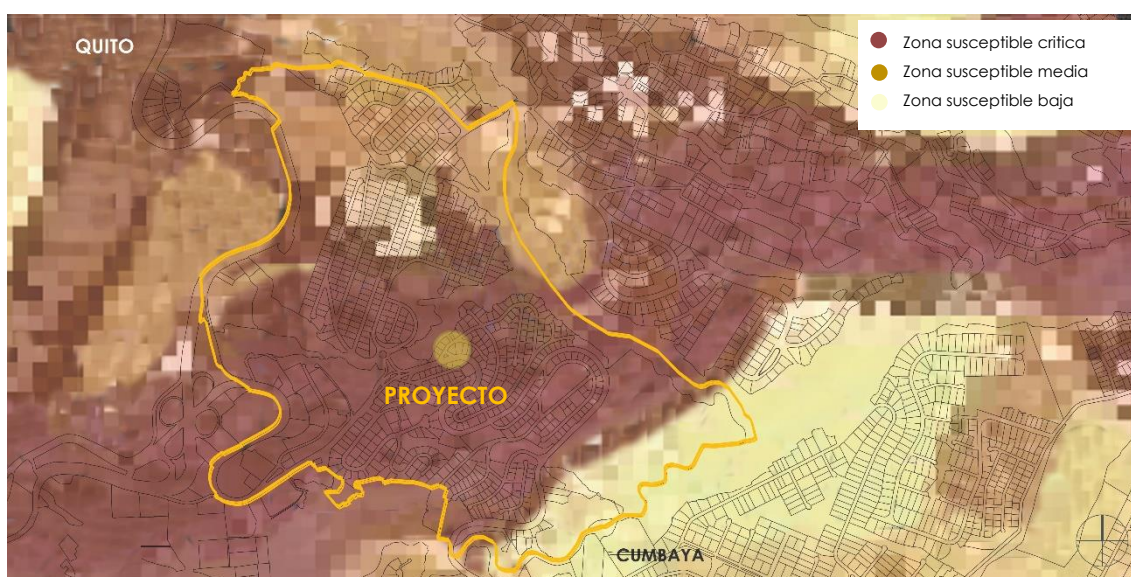 QUITO
Zona susceptible critica
Zona susceptible media
Zona susceptible baja
PROYECTO
CUMBAYA